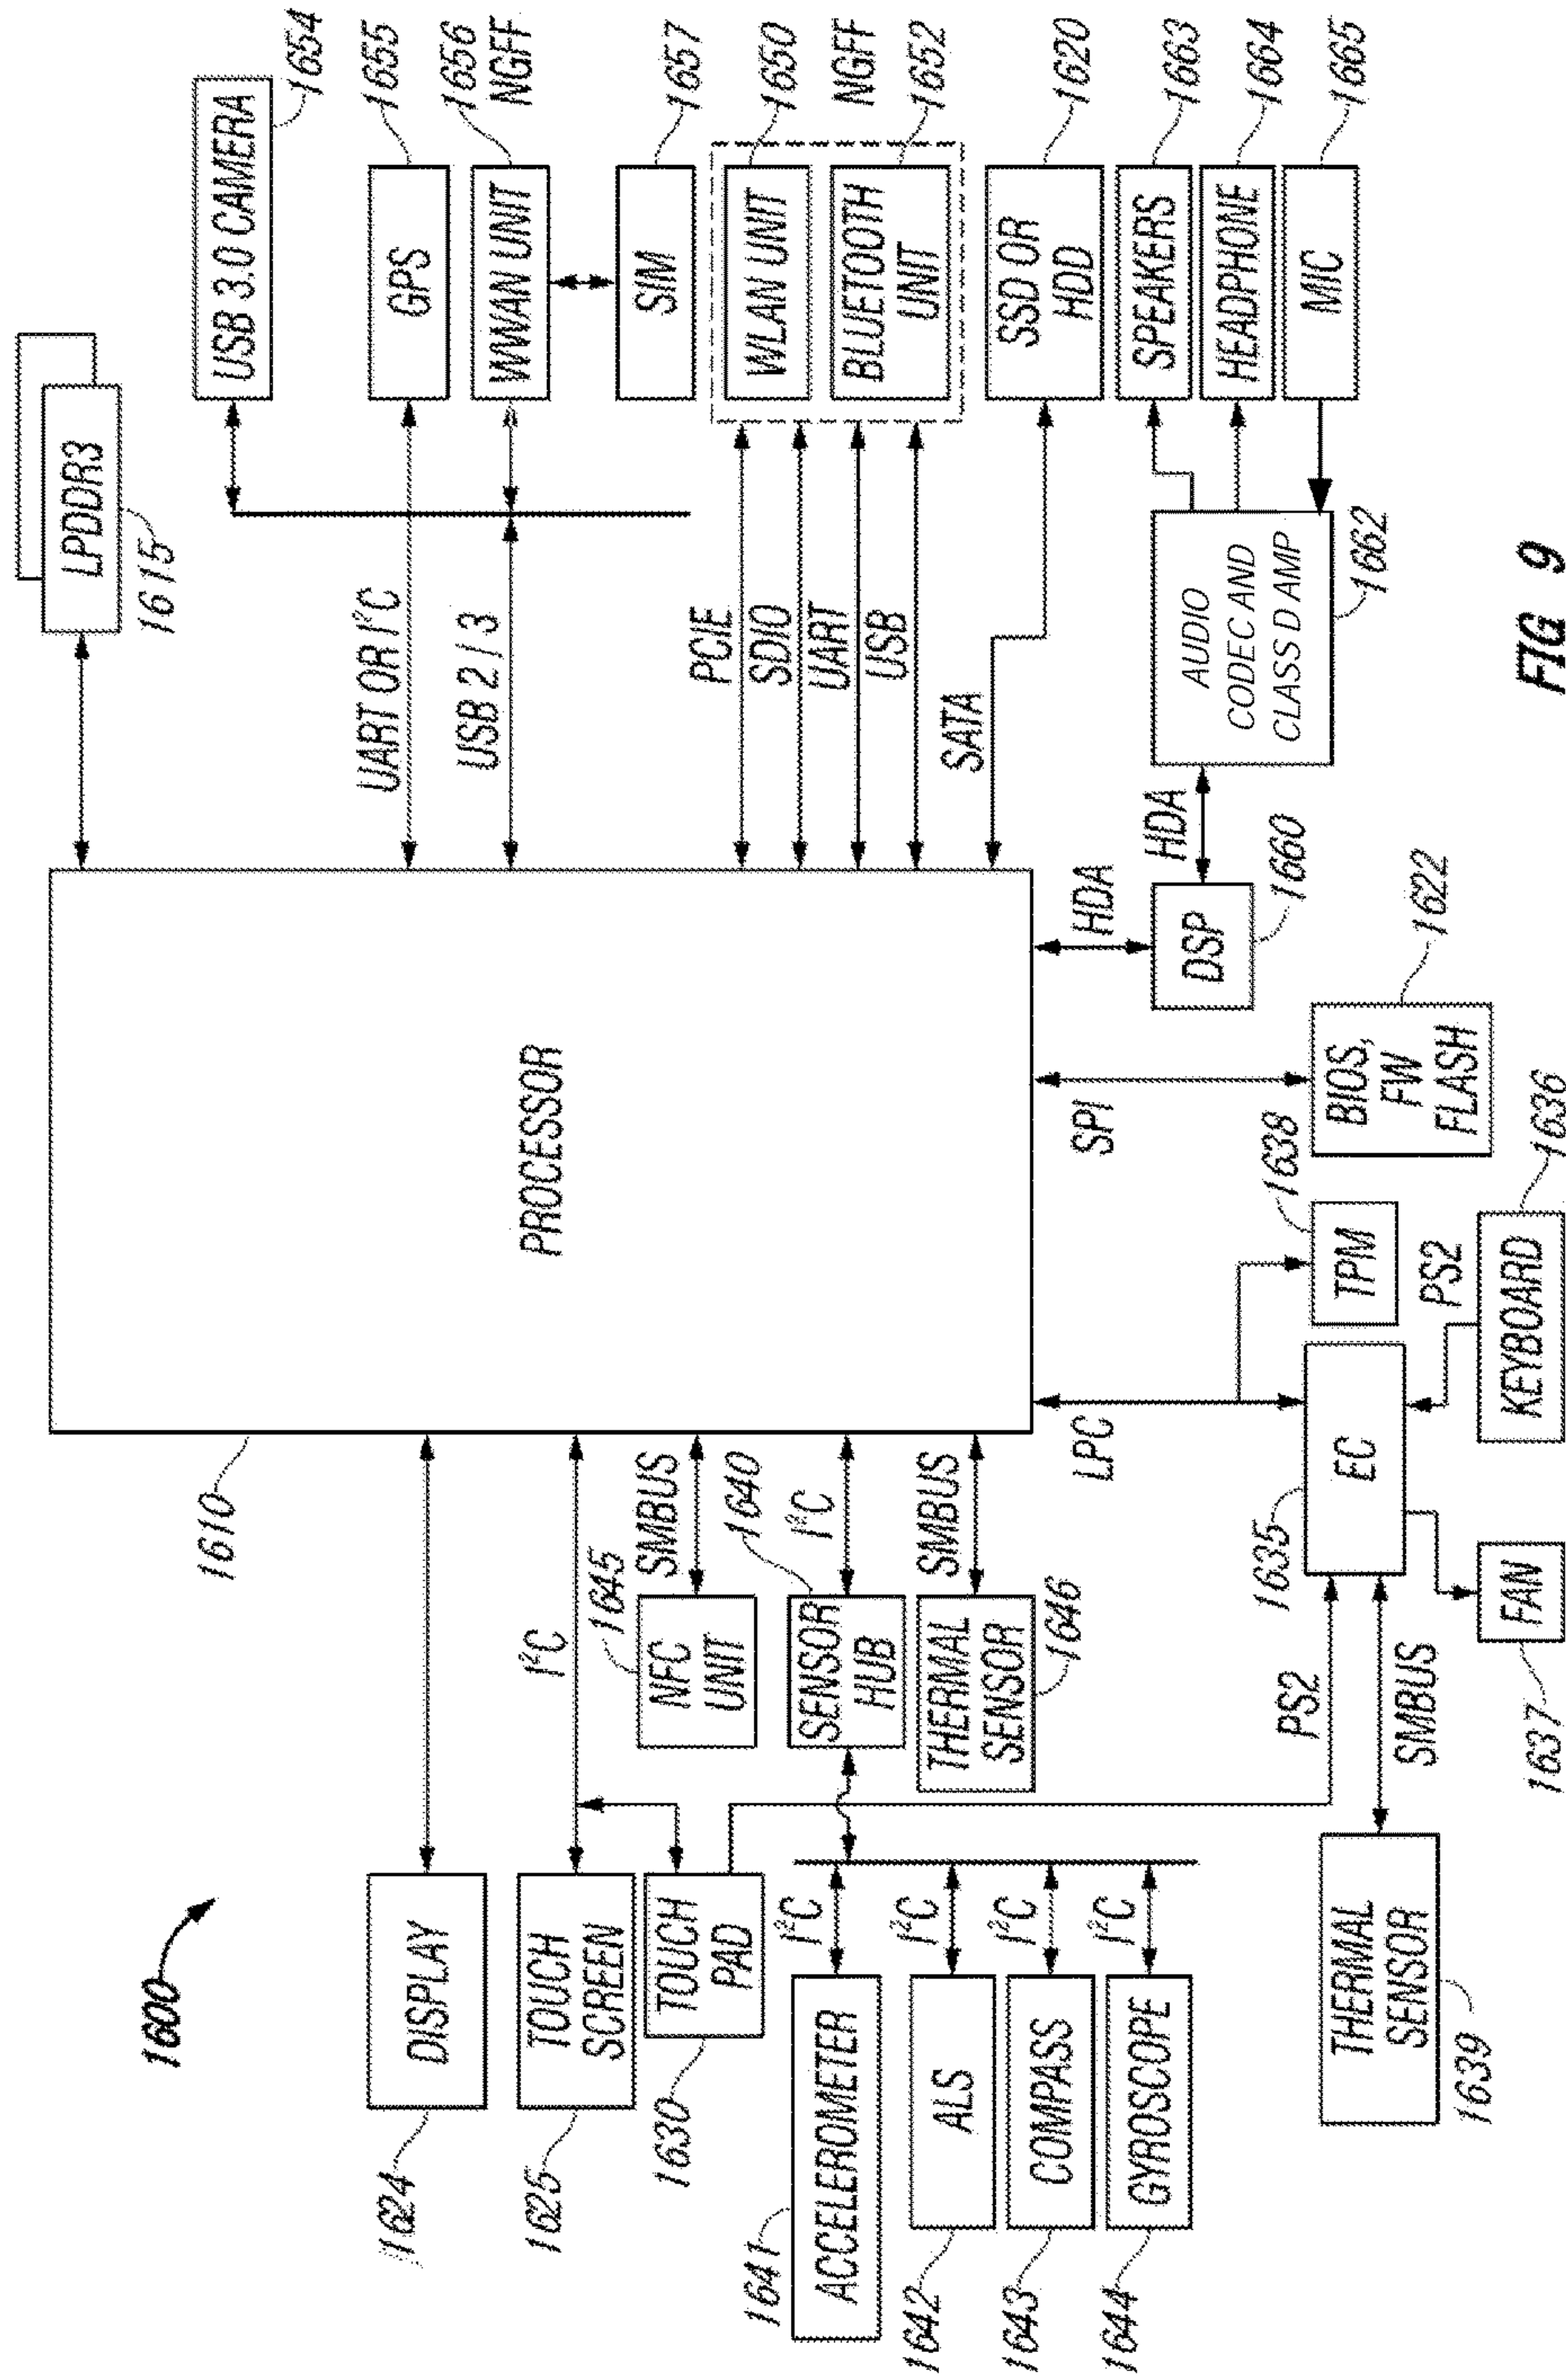 1600
LPDDR3
1615
1610
PROCESSOR
USB 3.0 CAMERA
1654
DISPLAY
1624
UART OR I²C
GPS
1655
USB 2 / 3
WWAN UNIT
1656
NGFF
I²C
TOUCH
SCREEN
1625
SIM
1657
TOUCH
PAD
1630
SMBUS
NFC
UNIT
1645
PCIE
SDIO
UART
USB
WLAN UNIT
1650
NGFF
BLUETOOTH
UNIT
1652
1640
I²C
SENSOR
HUB
SMBUS
THERMAL
SENSOR
1646
SATA
SSD OR
HDD
1620
I²C
ACCELEROMETER
1641
I²C
ALS
1642
I²C
COMPASS
1643
I²C
GYROSCOPE
1644
LPC
SPI
HDA
DSP
1660
HDA
AUDIO
CODEC AND
CLASS D AMP
1662
SPEAKERS
1663
HEADPHONE
1664
MIC
1665
PS2
1635
EC
TPM
1638
BIOS,
FW
FLASH
1622
THERMAL
SENSOR
1639
SMBUS
FAN
1637
PS2
KEYBOARD
1636
FIG 9